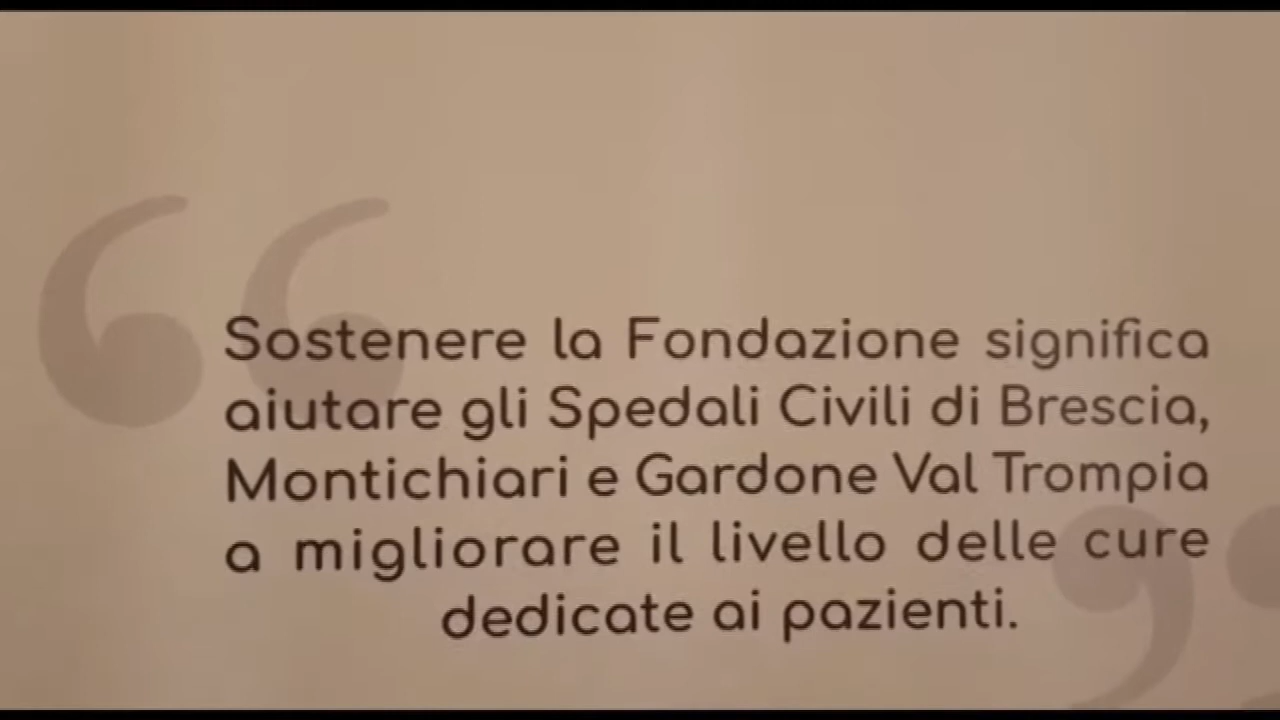 Sostenere la Fondazione significa
aiutare gli Spedali Civili di Brescia,
Montichiari e Gardone Val Trompia
a migliorare il livello delle cure
dedicate ai pazienti.